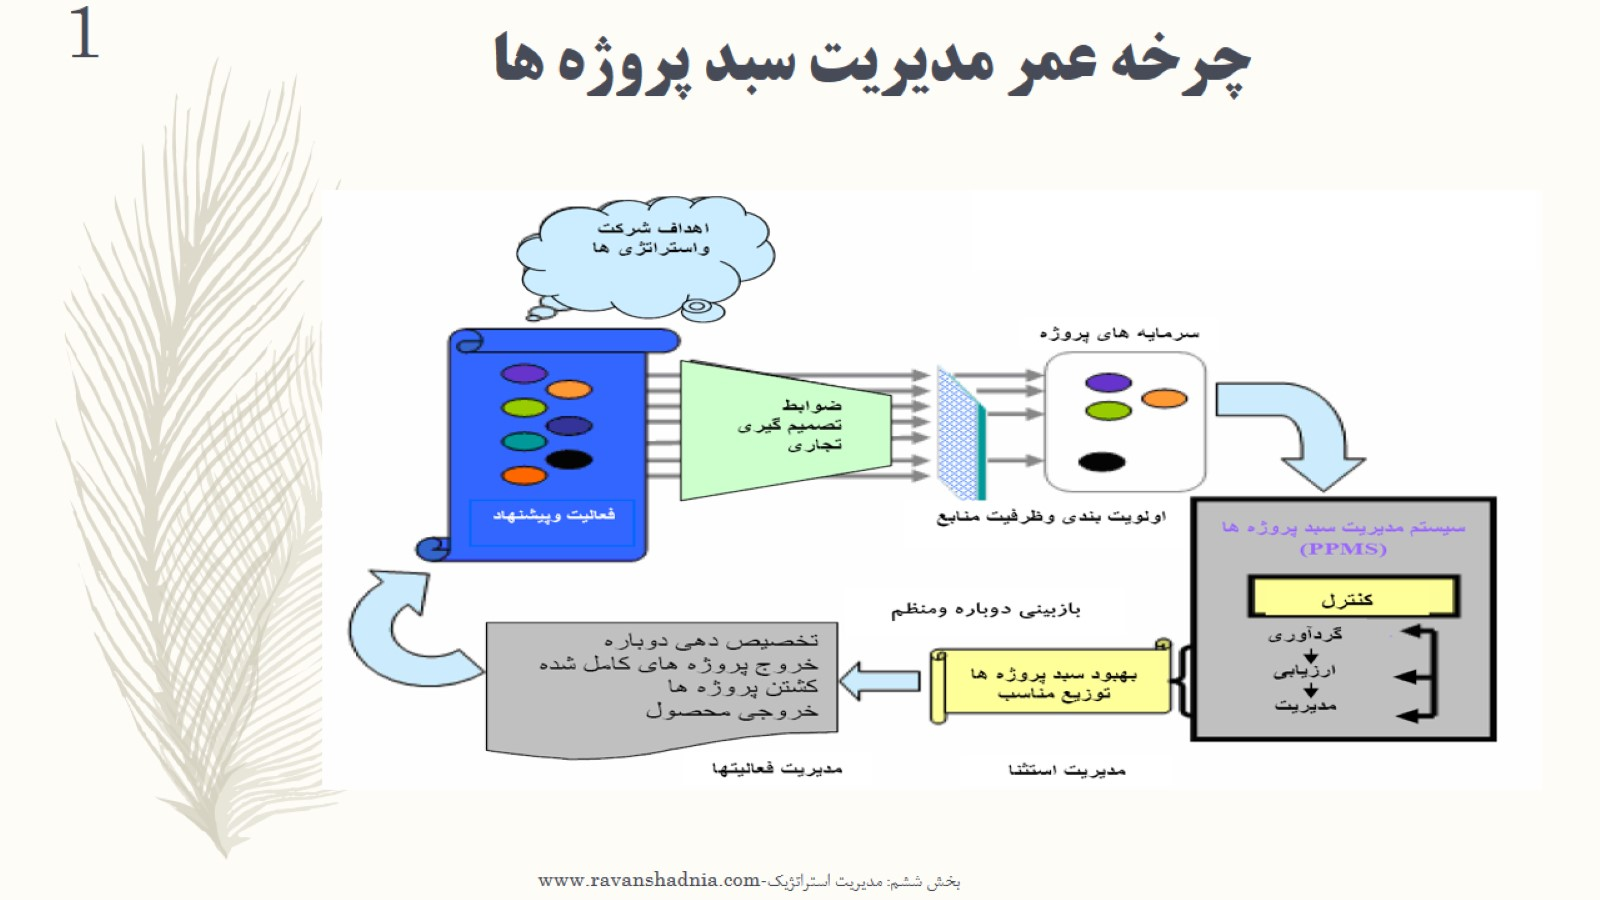 1
چرخه عمر مدیریت سبد پروژه ها
اهداف شرکت
واستراتژی ها
سرمایه های پروژه
ضوابط
تصمیم گیری
تجاری
فعالیت وپیشنهاد
اولویت بندی وظرفیت منابع
سیستم مدیریت سبد پروژه ها
(PPMS)
کنترل
گردآوری
ارزیابی
مدیریت
بازبینی دوباره ومنظم
بهبود سبد پروژه ها
توزیع مناسب
تخصیص دهی دوباره
خروج پروژه های کامل شده
کشتن پروژه ها
خروجی محصول
مدیریت استثنا
مدیریت فعالیتها
بخش ششم: مدیریت استراتژیک-www.ravanshadnia.com